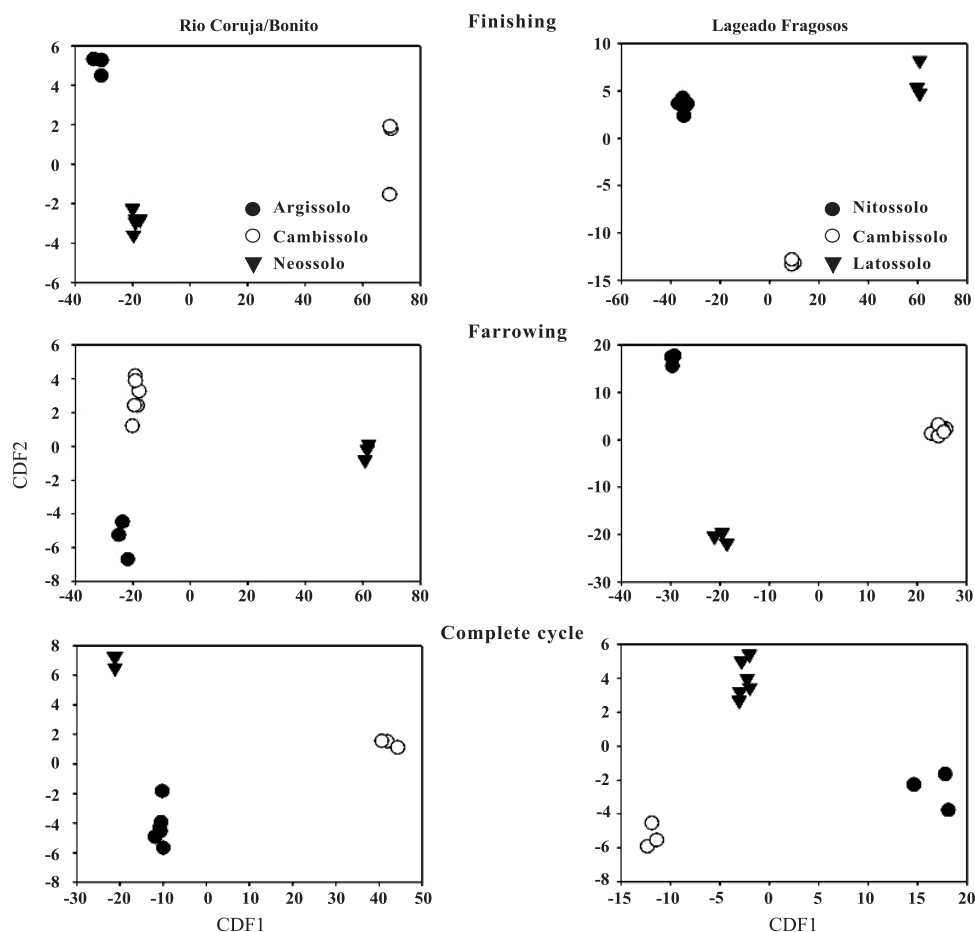 Finishing
Rio Coruja/Bonito
Lageado Fragosos
6
4
2
0
-2
-4
-6
-40 -20 0 20 40 60 80
Argissolo
Cambissolo
Neossolo
10
5
0
-5
-10
-15
-60 -40 -20 0 20 40 60 80
Nitossolo
Cambissolo
Latossolo
Farrowing
CDF2
6
4
2
0
-2
-4
-6
-8
-40 -20 0 20 40 60 80
20
10
0
-10
-20
-30
-40 -30 -20 -10 0 10 20 30
Complete cycle
8
6
4
2
0
-2
-4
-6
-8
-30 -20 -10 0 10 20 30 40 50
CDF1
6
4
2
0
-2
-4
-6
-8
-15 -10 -5 0 5 10 15 20
CDF1